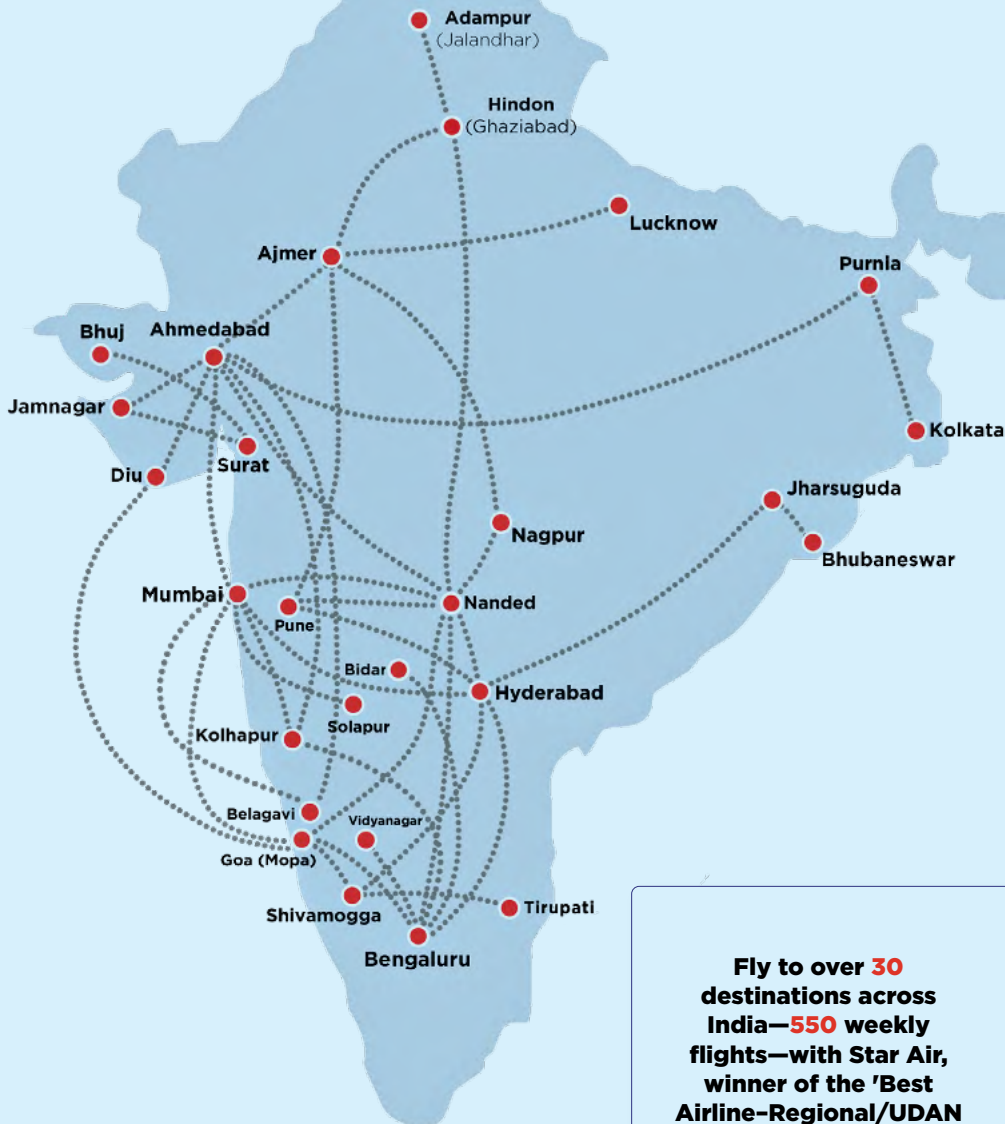 Adampur
(Jalandhar)
Hindon
(Ghaziabad)
Lucknow
Ajmer
PurnIa
Bhuj
Ahmedabad
Jamnagar
Kolkata
Surat
Diu
Jharsuguda
Nagpur
Bhubaneswar
Mumbai
Nanded
Pune
Bidar
Hyderabad
Solapur
Kolhapur
Belagavi
Vidyanagar
Goa (Mopa)
Shivamogga
Tirupati
Bengaluru
Fly to over 30
destinations across
India—550 weekly
flights—with Star Air,
winner of the 'Best
Airline–Regional/UDAN